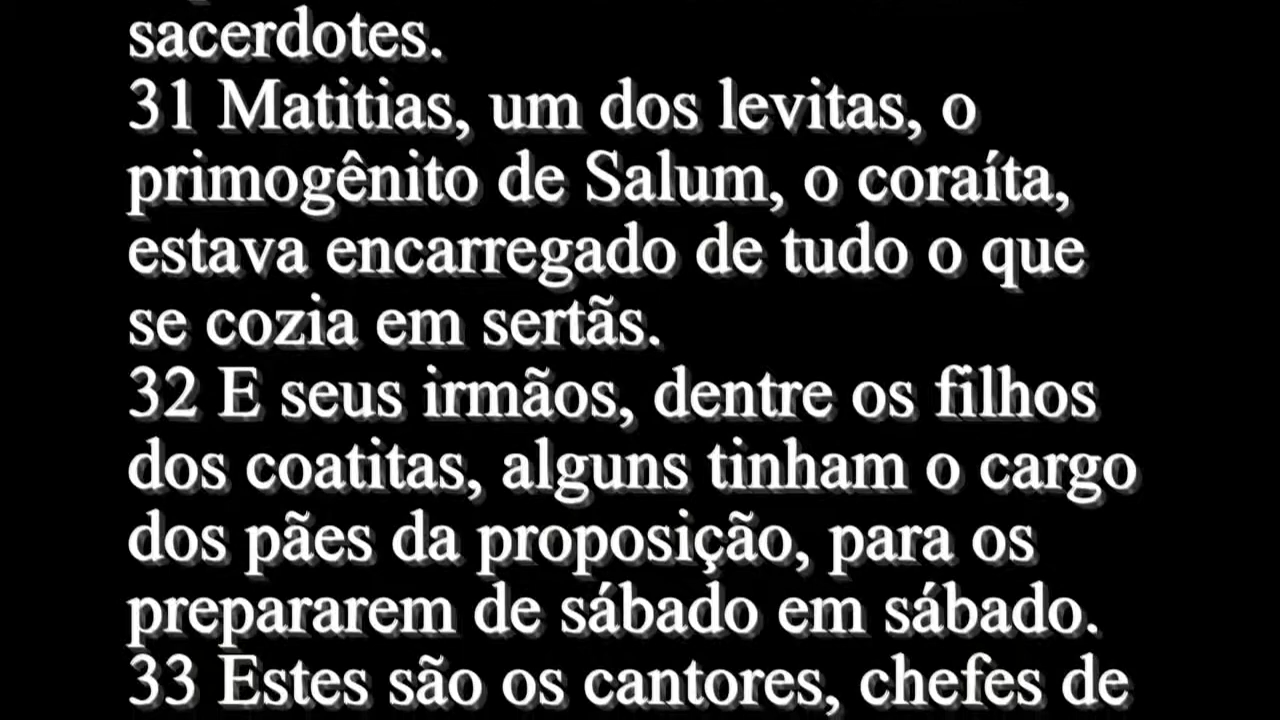 sacerdotes.
31 Matitias, um dos levitas, o
primogênito de Salum, o coraíta,
estava encarregado de tudo o que
se cozia em sertãs.
32 E seus irmãos, dentre os filhos
dos coatitas, alguns tinham o cargo
dos pães da proposição, para os
prepararem de sábado em sábado.
33 Estes são os cantores, chefes de